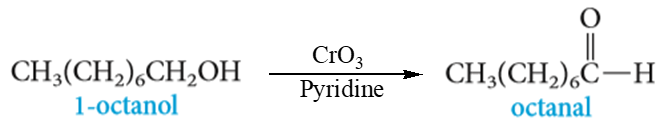 CH₃(CH₂)₆CH₂OH
1-octanol
CrO₃
Pyridine
O
CH₃(CH₂)₆C—H
octanal